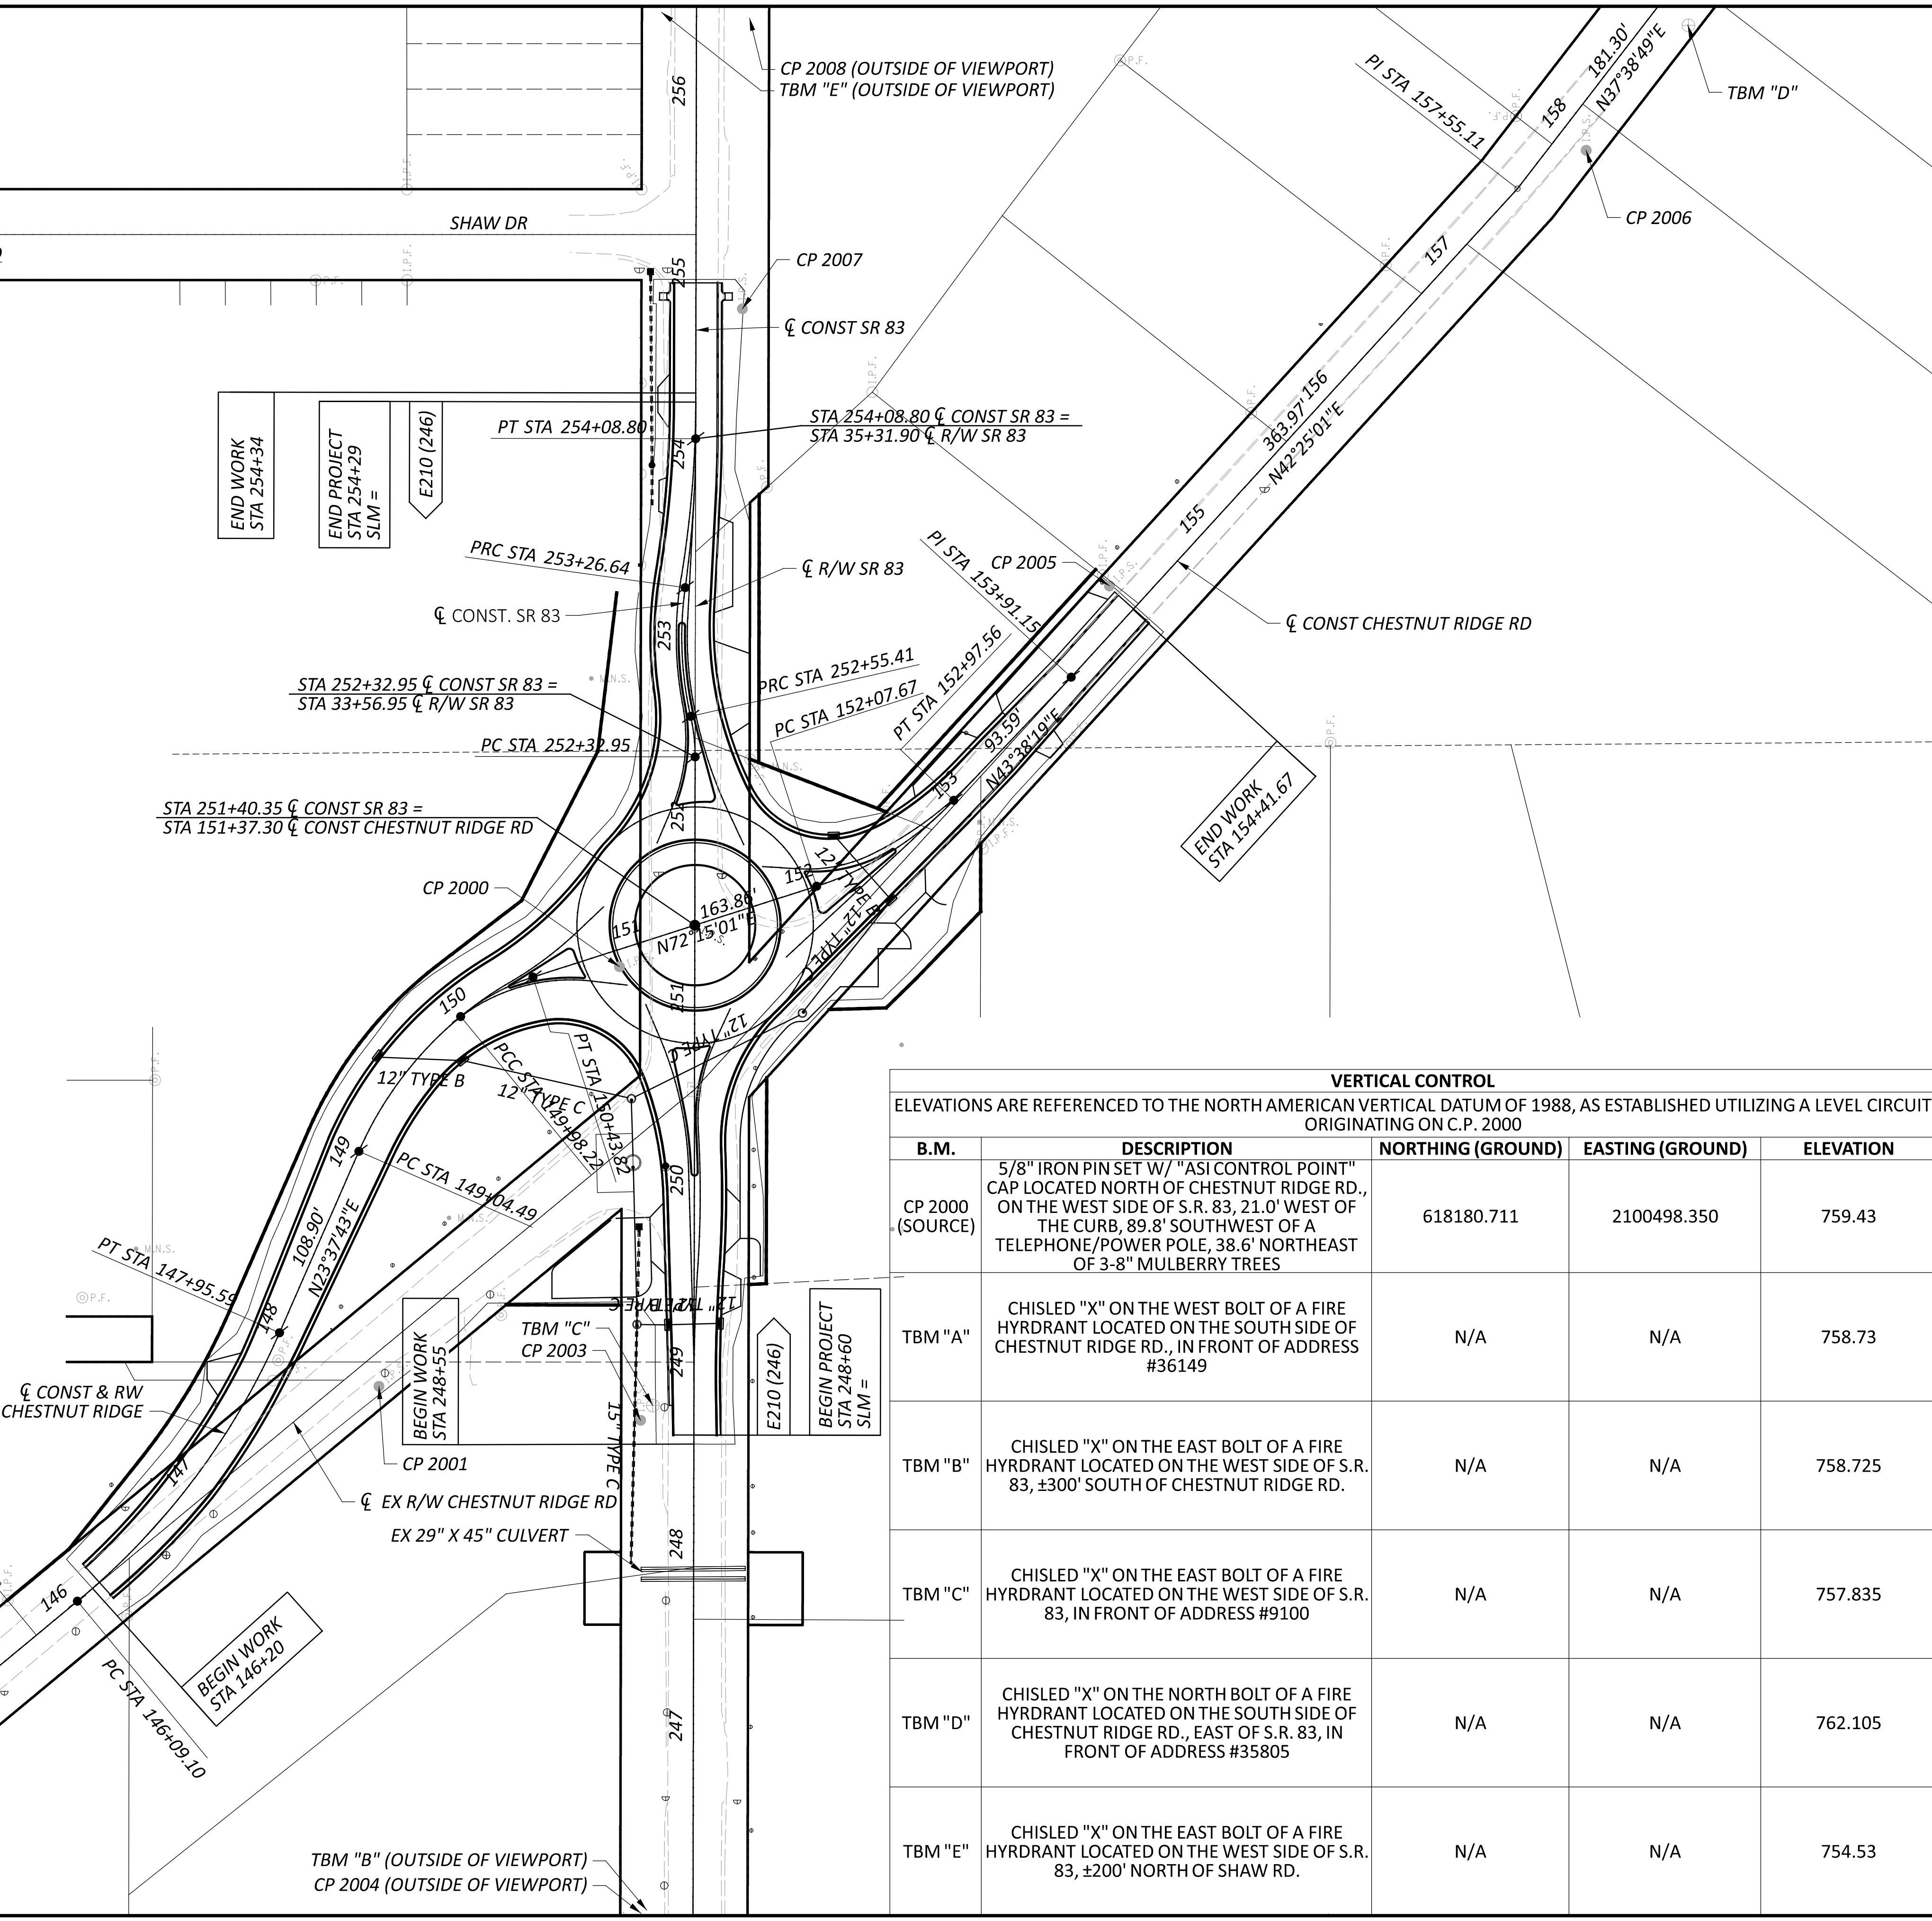 CP 2008 (OUTSIDE OF VIEWPORT)
TBM "E" (OUTSIDE OF VIEWPORT)
256
PI STA 157+55.11
181.30'
N37°38'49"E
158
TBM "D"
CP 2006
157
SHAW DR
255
CP 2007
℄ CONST SR 83
363.97'
156
N42°25'01"E
155
END WORK
STA 254+34
END PROJECT
STA 254+29
SLM =
E210 (246)
PT STA 254+08.80
254
STA 254+08.80 ℄ CONST SR 83 =
STA 35+31.90 ℄ R/W SR 83
PRC STA 253+26.64
℄ R/W SR 83
℄ CONST. SR 83
253
PI STA 153+91.15
CP 2005
℄ CONST CHESTNUT RIDGE RD
STA 252+32.95 ℄ CONST SR 83 =
STA 33+56.95 ℄ R/W SR 83
PRC STA 252+55.41
PC STA 152+07.67
PT STA 152+97.56
PC STA 252+32.95
93.59'
N43°38'19"E
153
END WORK
STA 154+41.67
STA 251+40.35 ℄ CONST SR 83 =
STA 151+37.30 ℄ CONST CHESTNUT RIDGE RD
252
CP 2000
152
12" TYPE B
12" TYPE C
163.86'
N72°15'01"E
151
251
150
12" TYPE C
12" TYPE B
12" TYPE C
PCC STA 149+98.22
PT STA 150+43.82
149
PC STA 149+04.49
250
108.90'
N23°37'43"E
PT STA 147+95.59
148
12" TYPE C
12" TYPE B
249
TBM "C"
CP 2003
BEGIN WORK
STA 248+55
E210 (246)
BEGIN PROJECT
STA 248+60
SLM =
℄ CONST & RW
CHESTNUT RIDGE
147
CP 2001
15" TYPE C
℄ EX R/W CHESTNUT RIDGE RD
EX 29" X 45" CULVERT
248
146
BEGIN WORK
STA 146+20
PC STA 146+09.10
247
TBM "B" (OUTSIDE OF VIEWPORT)
CP 2004 (OUTSIDE OF VIEWPORT)
I.P.F.
I.P.S.
P.F.
M.N.S.
VERTICAL CONTROL
ELEVATIONS ARE REFERENCED TO THE NORTH AMERICAN VERTICAL DATUM OF 1988, AS ESTABLISHED UTILIZING A LEVEL CIRCUIT
ORIGINATING ON C.P. 2000
B.M. DESCRIPTION NORTHING (GROUND) EASTING (GROUND) ELEVATION
CP 2000 (SOURCE) 5/8" IRON PIN SET W/ "ASI CONTROL POINT"
CAP LOCATED NORTH OF CHESTNUT RIDGE RD.,
ON THE WEST SIDE OF S.R. 83, 21.0' WEST OF
THE CURB, 89.8' SOUTHWEST OF A
TELEPHONE/POWER POLE, 38.6' NORTHEAST
OF 3-8" MULBERRY TREES
618180.711 2100498.350 759.43
TBM "A" CHISLED "X" ON THE WEST BOLT OF A FIRE
HYRDRANT LOCATED ON THE SOUTH SIDE OF
CHESTNUT RIDGE RD., IN FRONT OF ADDRESS
#36149
N/A N/A 758.73
TBM "B" CHISLED "X" ON THE EAST BOLT OF A FIRE
HYRDRANT LOCATED ON THE WEST SIDE OF S.R.
83, ±300' SOUTH OF CHESTNUT RIDGE RD.
N/A N/A 758.725
TBM "C" CHISLED "X" ON THE EAST BOLT OF A FIRE
HYRDRANT LOCATED ON THE WEST SIDE OF S.R.
83, IN FRONT OF ADDRESS #9100
N/A N/A 757.835
TBM "D" CHISLED "X" ON THE NORTH BOLT OF A FIRE
HYRDRANT LOCATED ON THE SOUTH SIDE OF
CHESTNUT RIDGE RD., EAST OF S.R. 83, IN
FRONT OF ADDRESS #35805
N/A N/A 762.105
TBM "E" CHISLED "X" ON THE EAST BOLT OF A FIRE
HYRDRANT LOCATED ON THE WEST SIDE OF S.R.
83, ±200' NORTH OF SHAW RD.
N/A N/A 754.53